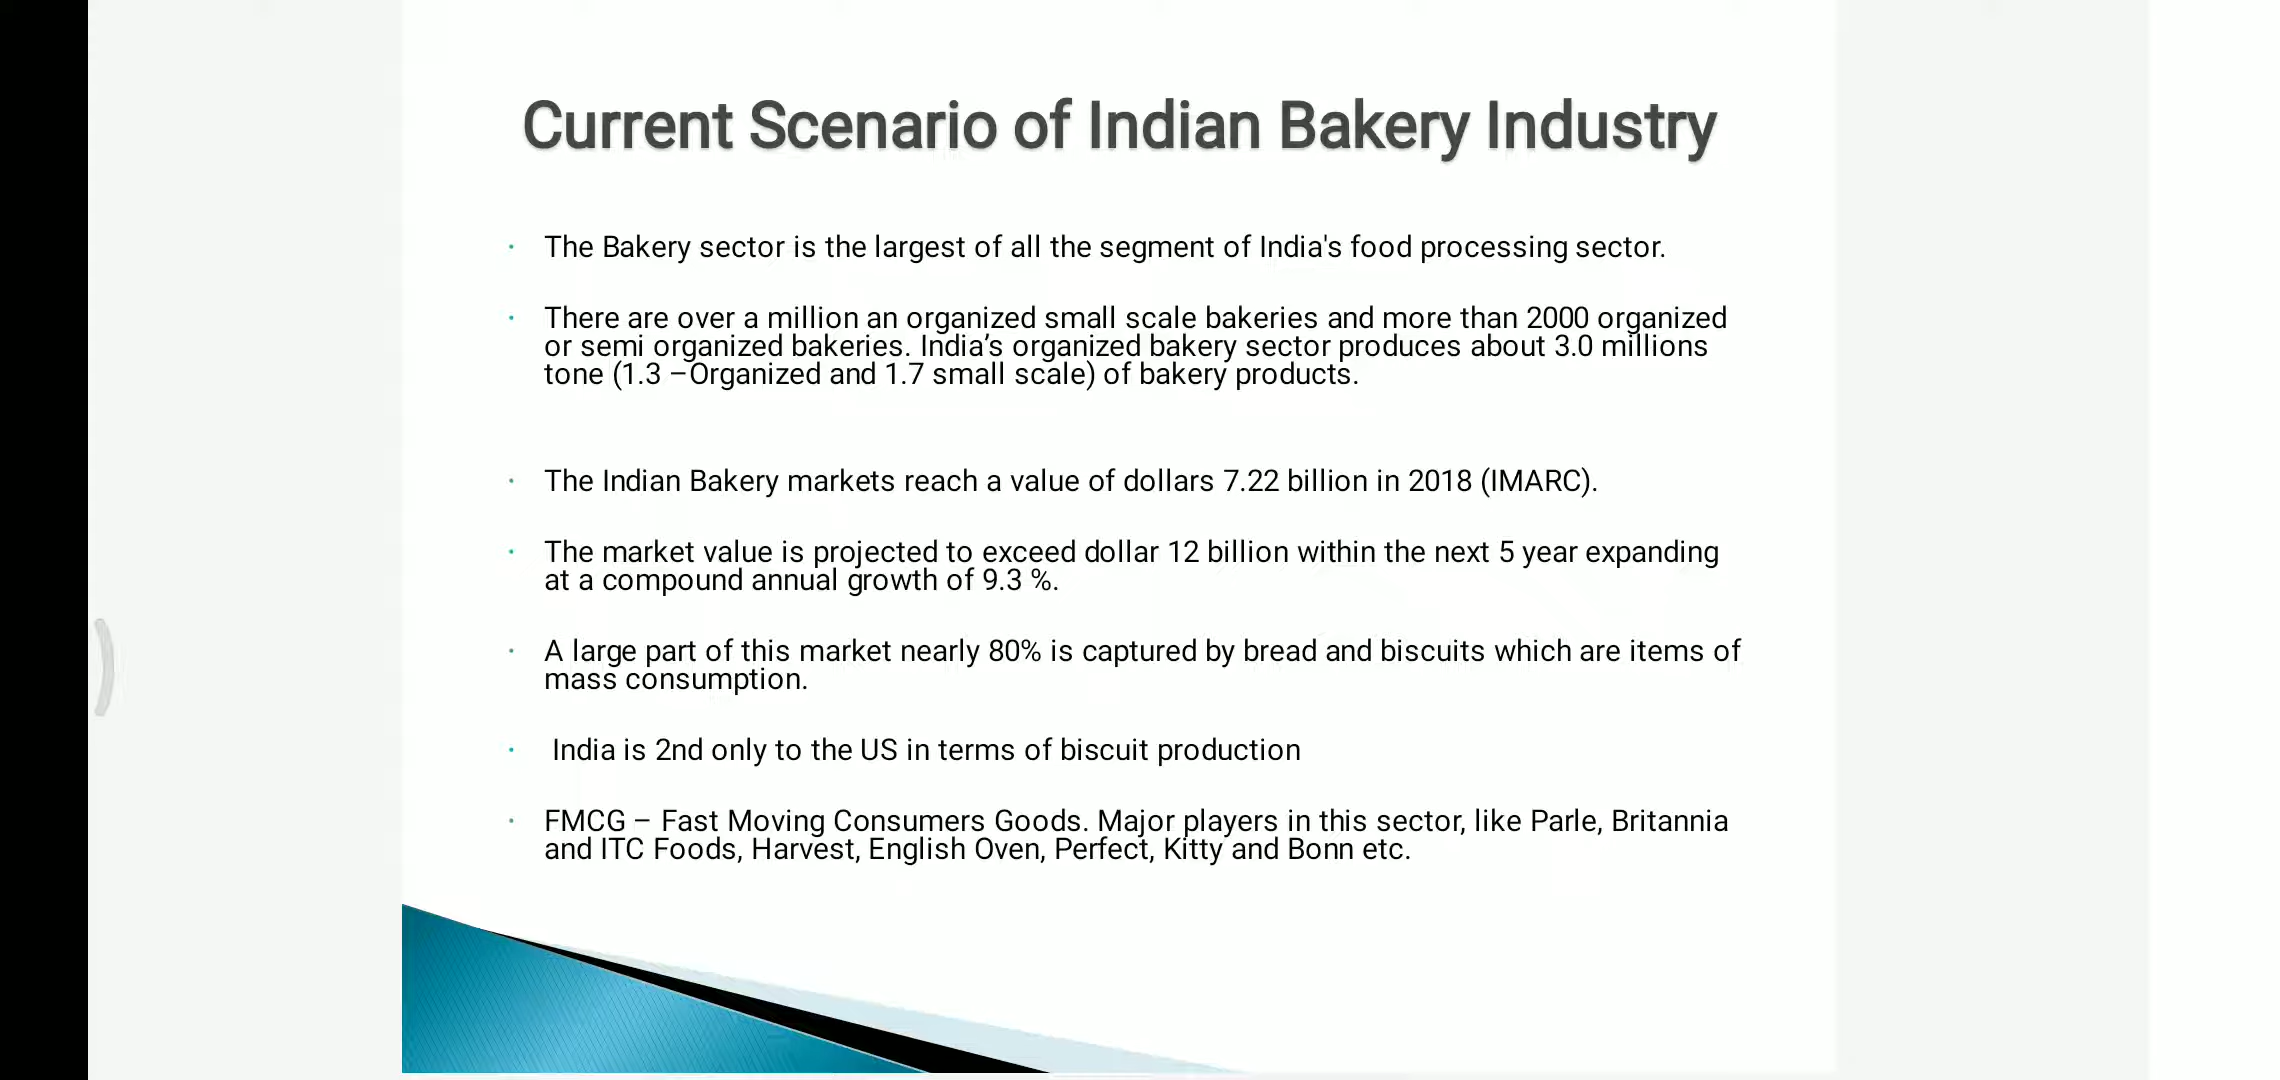 Current Scenario of Indian Bakery Industry
· The Bakery sector is the largest of all the segment of India's food processing sector.
· There are over a million an organized small scale bakeries and more than 2000 organized
or semi organized bakeries. India’s organized bakery sector produces about 3.0 millions
tone (1.3 –Organized and 1.7 small scale) of bakery products.
· The Indian Bakery markets reach a value of dollars 7.22 billion in 2018 (IMARC).
· The market value is projected to exceed dollar 12 billion within the next 5 year expanding
at a compound annual growth of 9.3 %.
· A large part of this market nearly 80% is captured by bread and biscuits which are items of
mass consumption.
· India is 2nd only to the US in terms of biscuit production
· FMCG – Fast Moving Consumers Goods. Major players in this sector, like Parle, Britannia
and ITC Foods, Harvest, English Oven, Perfect, Kitty and Bonn etc.